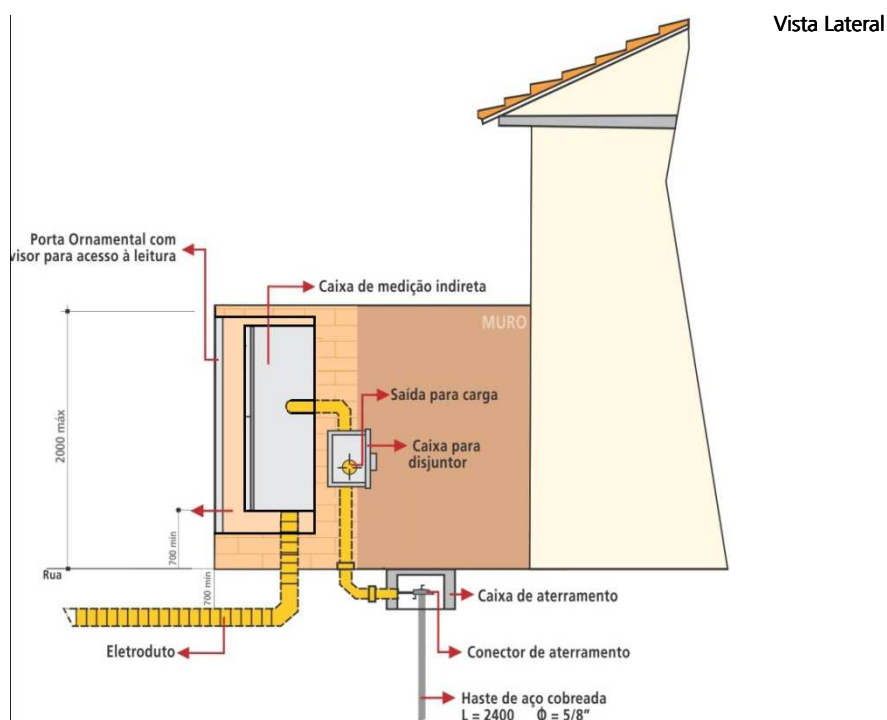 Vista Lateral
Porta Ornamental com
visor para acesso à leitura
Caixa de medição indireta
MURO
Saída para carga
Caixa para
disjuntor
2000 máx
700 min
Rua
700 min
Caixa de aterramento
Eletroduto
Conector de aterramento
Haste de aço cobreada
L = 2400 Φ = 5/8"